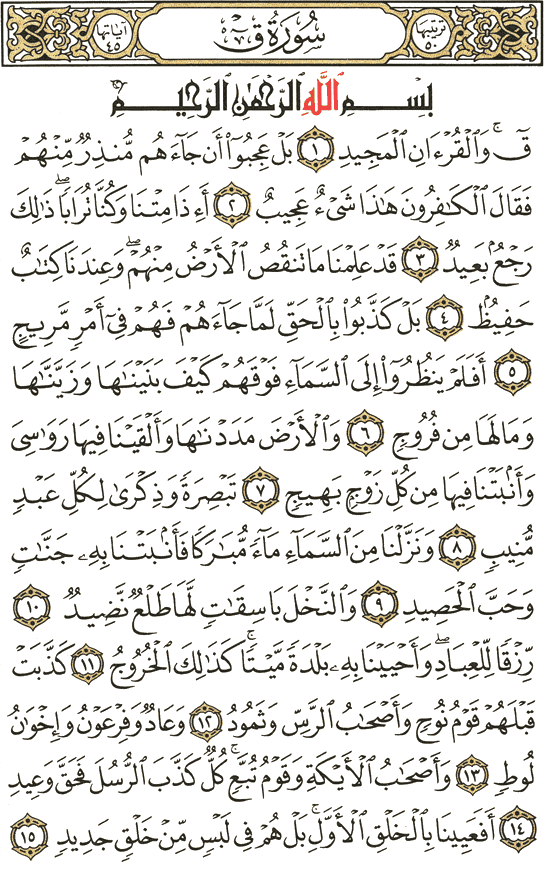 ترتيبها ٥٠ سُورَةُ قٓ آياتها ٤٥
بِسْمِ ٱللَّهِ ٱلرَّحْمَٰنِ ٱلرَّحِيمِ
قٓۚ وَٱلْقُرْءَانِ ٱلْمَجِيدِ ١ بَلْ عَجِبُوٓا۟ أَن جَآءَهُم مُّنذِرٌ مِّنْهُمْ
فَقَالَ ٱلْكَٰفِرُونَ هَٰذَا شَىْءٌ عَجِيبٌ ٢ أَءِذَا مِتْنَا وَكُنَّا تُرَابًاۖ ذَٰلِكَ
رَجْعٌۢ بَعِيدٌ ٣ قَدْ عَلِمْنَا مَا تَنقُصُ ٱلْأَرْضُ مِنْهُمْۖ وَعِندَنَا كِتَٰبٌ
حَفِيظٌۢ ٤ بَلْ كَذَّبُوا۟ بِٱلْحَقِّ لَمَّا جَآءَهُمْ فَهُمْ فِىٓ أَمْرٍ مَّرِيجٍ
٥ أَفَلَمْ يَنظُرُوٓا۟ إِلَى ٱلسَّمَآءِ فَوْقَهُمْ كَيْفَ بَنَيْنَٰهَا وَزَيَّنَّٰهَا
وَمَا لَهَا مِن فُرُوجٍ ٦ وَٱلْأَرْضَ مَدَدْنَٰهَا وَأَلْقَيْنَا فِيهَا رَوَٰسِىَ
وَأَنۢبَتْنَا فِيهَا مِن كُلِّ زَوْجٍۭ بَهِيجٍ ٧ تَبْصِرَةً وَذِكْرَىٰ لِكُلِّ عَبْدٍ
مُّنِيبٍ ٨ وَنَزَّلْنَا مِنَ ٱلسَّمَآءِ مَآءً مُّبَٰرَكًا فَأَنۢبَتْنَا بِهِۦ جَنَّٰتٍ
وَحَبَّ ٱلْحَصِيدِ ٩ وَٱلنَّخْلَ بَاسِقَٰتٍ لَّهَا طَلْعٌ نَّضِيدٌ ١٠
رِّزْقًا لِّلْعِبَادِۖ وَأَحْيَيْنَا بِهِۦ بَلْدَةً مَّيْتًاۚ كَذَٰلِكَ ٱلْخُرُوجُ ١١ كَذَّبَتْ
قَبْلَهُمْ قَوْمُ نُوحٍ وَأَصْحَٰبُ ٱلرَّسِّ وَثَمُودُ ١٢ وَعَادٌ وَفِرْعَوْنُ وَإِخْوَٰنُ
لُوطٍ ١٣ وَأَصْحَٰبُ ٱلْأَيْكَةِ وَقَوْمُ تُبَّعٍۚ كُلٌّ كَذَّبَ ٱلرُّسُلَ فَحَقَّ وَعِيدِ
١٤ أَفَعَيِينَا بِٱلْخَلْقِ ٱلْأَوَّلِۚ بَلْ هُمْ فِى لَبْسٍ مِّنْ خَلْقٍ جَدِيدٍ ١٥